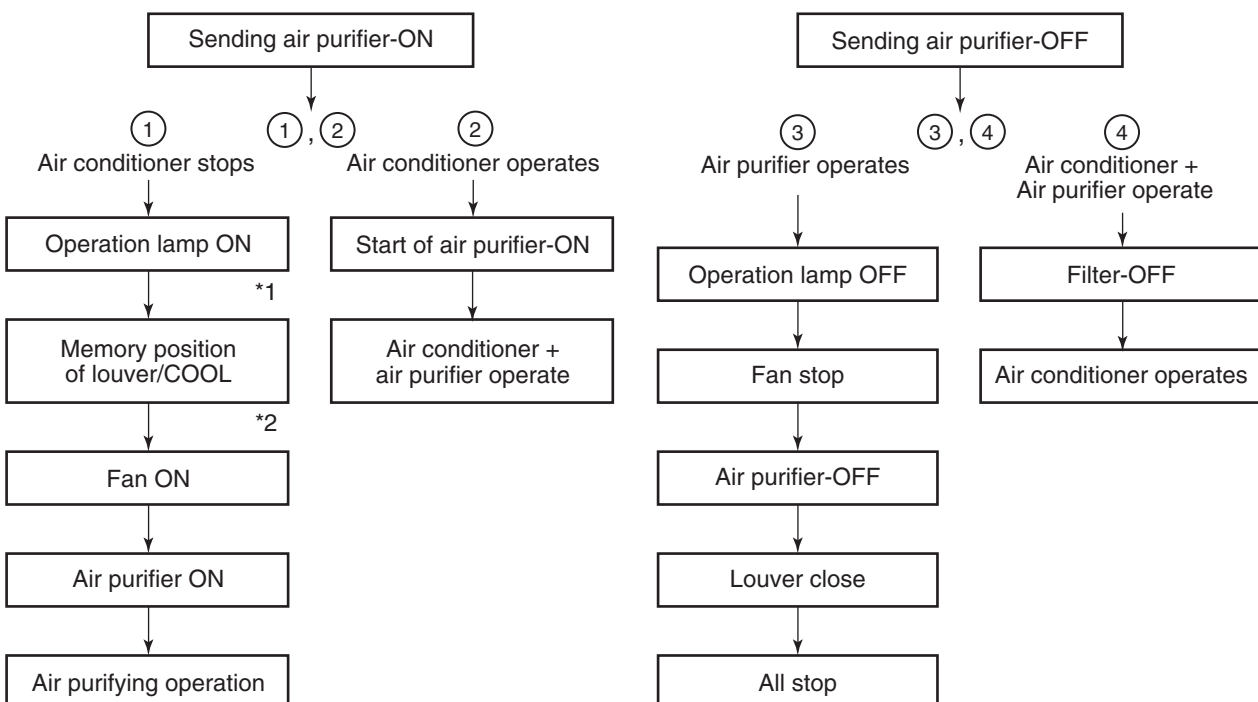 Sending air purifier-ON
①, ②
①
Air conditioner stops
Operation lamp ON
*1
Memory position
of louver/COOL
*2
Fan ON
Air purifier ON
Air purifying operation
②
Air conditioner operates
Start of air purifier-ON
Air conditioner +
air purifier operate
Sending air purifier-OFF
③, ④
③
Air purifier operates
Operation lamp OFF
Fan stop
Air purifier-OFF
Louver close
All stop
④
Air conditioner +
Air purifier operate
Filter-OFF
Air conditioner operates